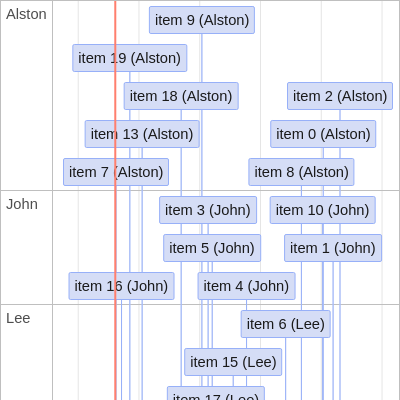 Alston
item 9 (Alston)
item 19 (Alston)
item 18 (Alston)
item 2 (Alston)
item 13 (Alston)
item 0 (Alston)
item 7 (Alston)
item 8 (Alston)
John
item 3 (John)
item 10 (John)
item 5 (John)
item 1 (John)
item 16 (John)
item 4 (John)
Lee
item 6 (Lee)
item 15 (Lee)
item 17 (Lee)